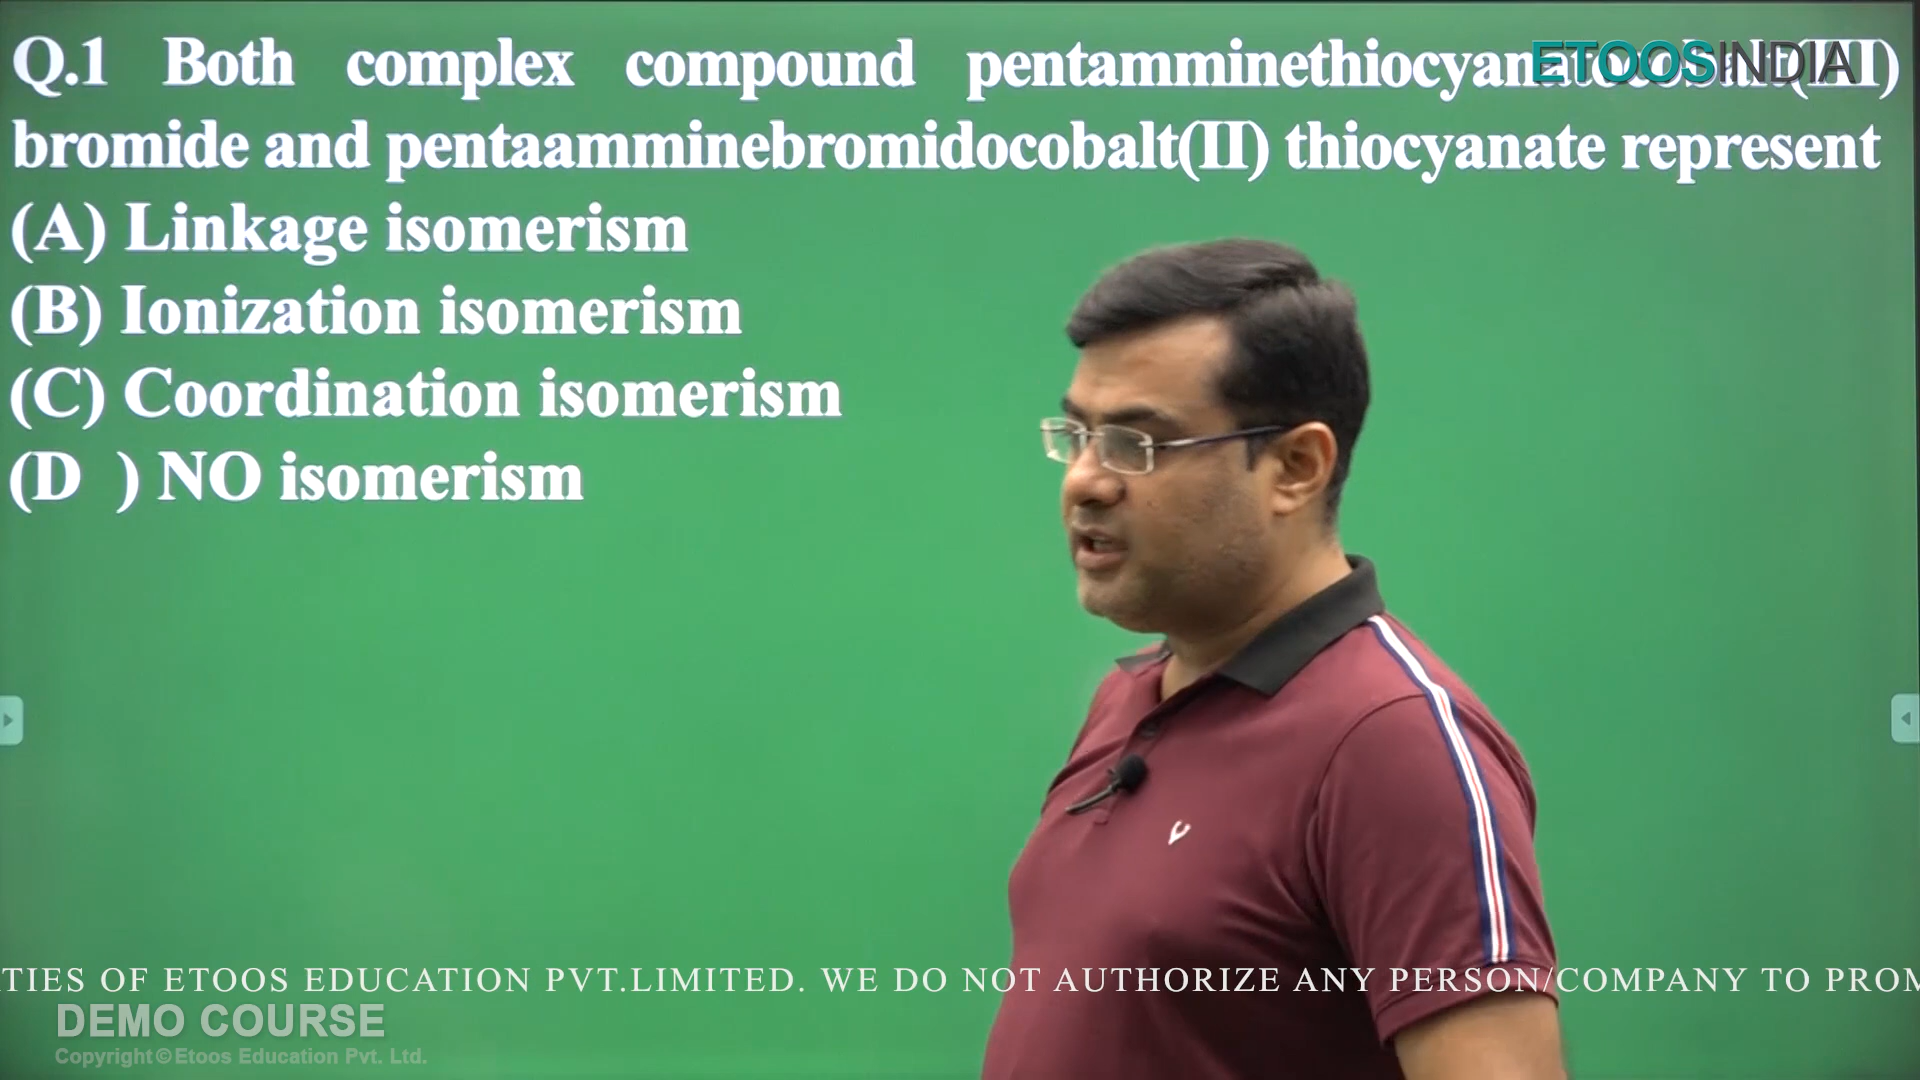 Q.1 Both complex compound pentamminethiocyanatocobalt(III)
ETOOSINDIA
bromide and pentaamminebromidocobalt(II) thiocyanate represent
(A) Linkage isomerism
(B) Ionization isomerism
(C) Coordination isomerism
(D ) NO isomerism
TIES OF ETOOS EDUCATION PVT.LIMITED. WE DO NOT AUTHORIZE ANY PERSON/COMPANY TO PROM
DEMO COURSE
Copyright©Etoos Education Pvt. Ltd.